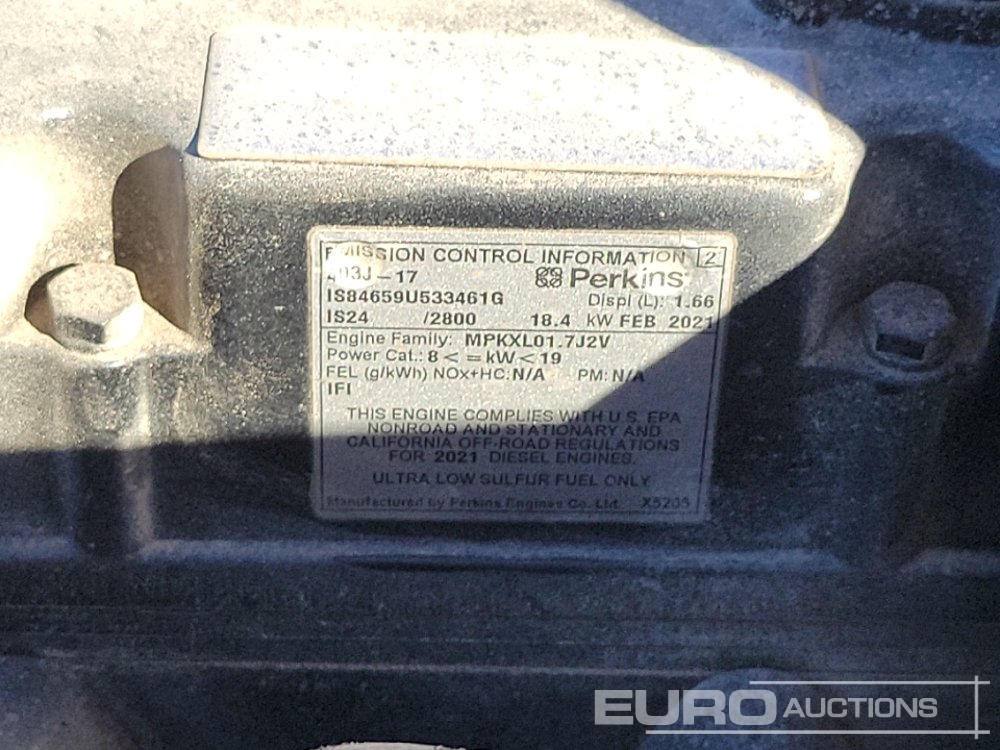 EMISSION CONTROL INFORMATION 2
403J-17 Perkins
IS84659U533461G Displ (L): 1.66
IS24 /2800 18.4 kW FEB 2021
Engine Family: MPKXL01.7J2V
Power Cat.: 8 < = kW < 19
FEL (g/kWh) NOx+HC: N/A PM: N/A
IFI
THIS ENGINE COMPLIES WITH U.S. EPA
NONROAD AND STATIONARY AND
CALIFORNIA OFF-ROAD REGULATIONS
FOR 2021 DIESEL ENGINES.
ULTRA LOW SULFUR FUEL ONLY
Manufactured by Perkins Engines Co. Ltd. X5205
EURO AUCTIONS